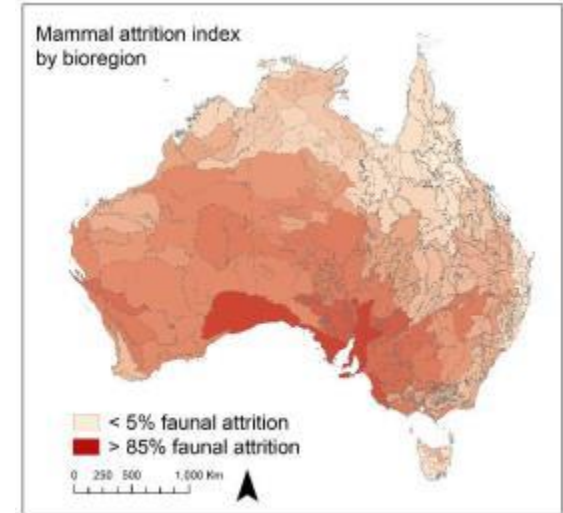 Mammal attrition index
by bioregion
< 5% faunal attrition
> 85% faunal attrition
0 250 500 1,000 Km